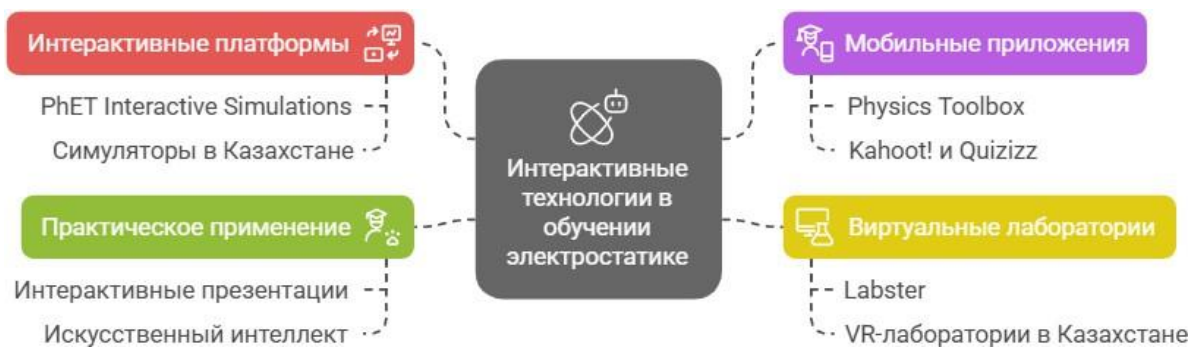 Интерактивные платформы
PhET Interactive Simulations
Симуляторы в Казахстане
Практическое применение
Интерактивные презентации
Искусственный интеллект
Интерактивные
технологии в
обучении
электростатике
Мобильные приложения
Physics Toolbox
Kahoot! и Quizizz
Виртуальные лаборатории
Labster
VR-лаборатории в Казахстане